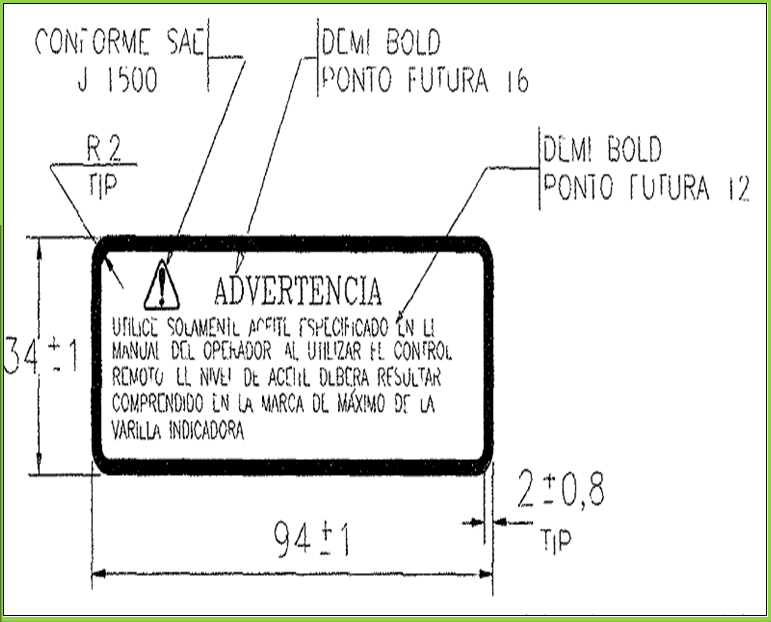 CONFORME SAE
J 1500
DEMI BOLD
PONTO FUTURA 16
R 2
TIP
DEMI BOLD
PONTO FUTURA 12
ADVERTENCIA
UTILICE SOLAMENTE ACEITE ESPECIFICADO EN EL
MANUAL DEL OPERADOR AL UTILIZAR EL CONTROL
REMOTO EL NIVEL DE ACEITE DEBERA RESULTAR
COMPRENDIDO EN LA MARCA DE MÁXIMO DE LA
VARILLA INDICADORA
34±1
2±0,8
TIP
94±1